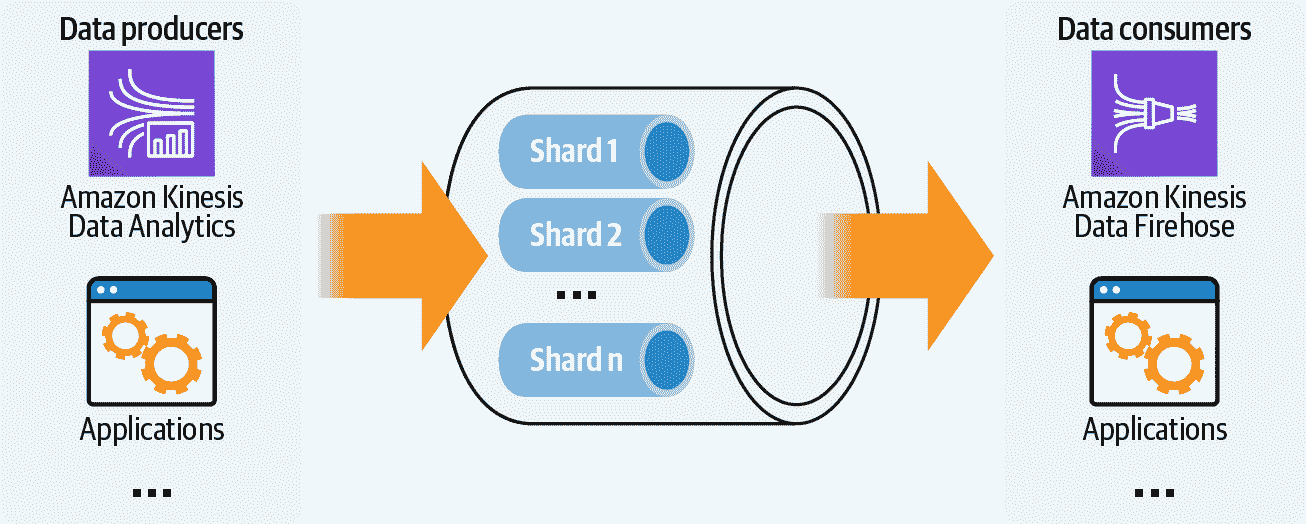 Data producers
Amazon Kinesis
Data Analytics
Applications
...
Shard 1
Shard 2
...
Shard n
Data consumers
Amazon Kinesis
Data Firehose
Applications
...